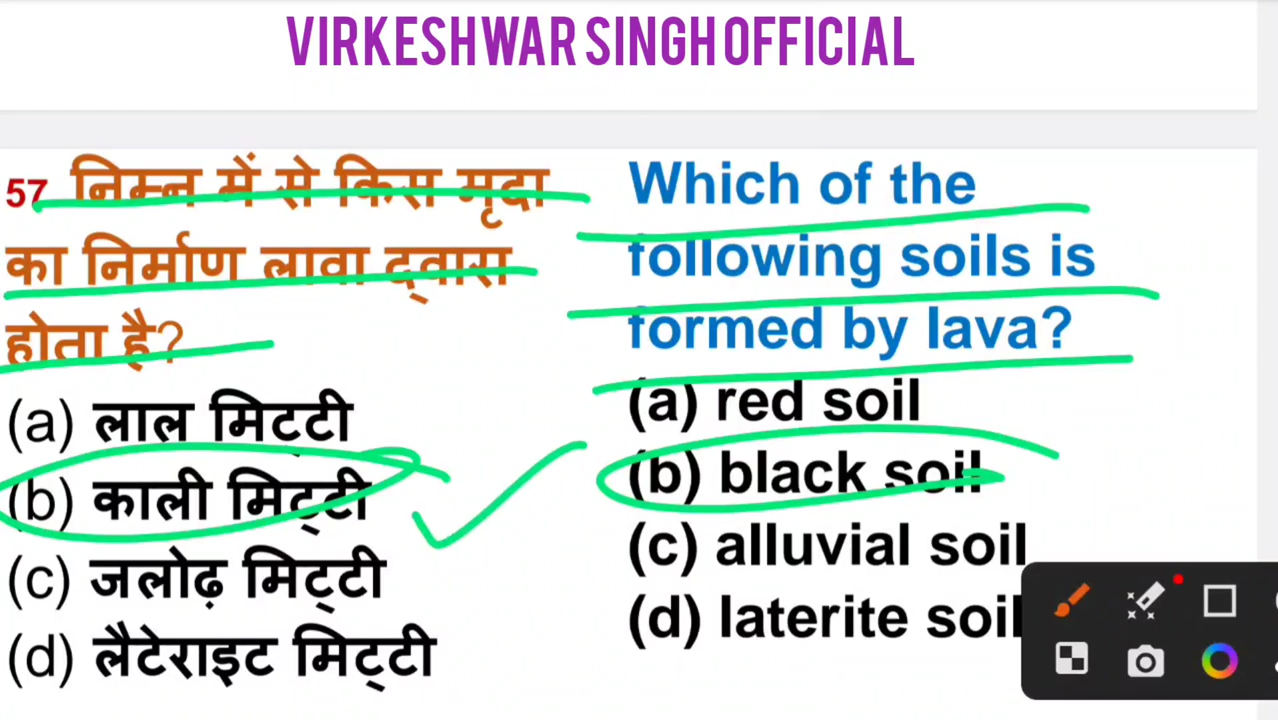 VIRKESHWAR SINGH OFFICIAL
57 निम्न में से किस मृदा
का निर्माण लावा द्वारा
होता है?
(a) लाल मिटटी
(b) काली मिट्टी
(c) जलोढ़ मिट्टी
(d) लैटेराइट मिट्टी
Which of the
following soils is
formed by lava?
(a) red soil
(b) black soil
(c) alluvial soil
(d) laterite soil